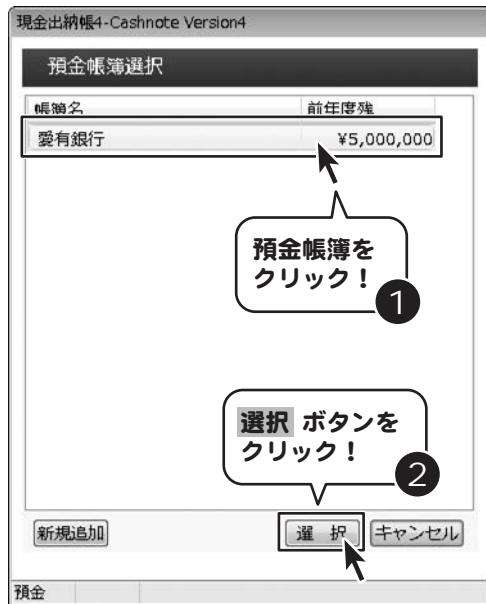 現金出納帳4-Cashnote Version4
預金帳簿選択
帳簿名 前年度残
愛有銀行 ¥5,000,000
預金帳簿を
クリック！
1
選択 ボタンを
クリック！
2
新規追加 選 択 キャンセル
預金